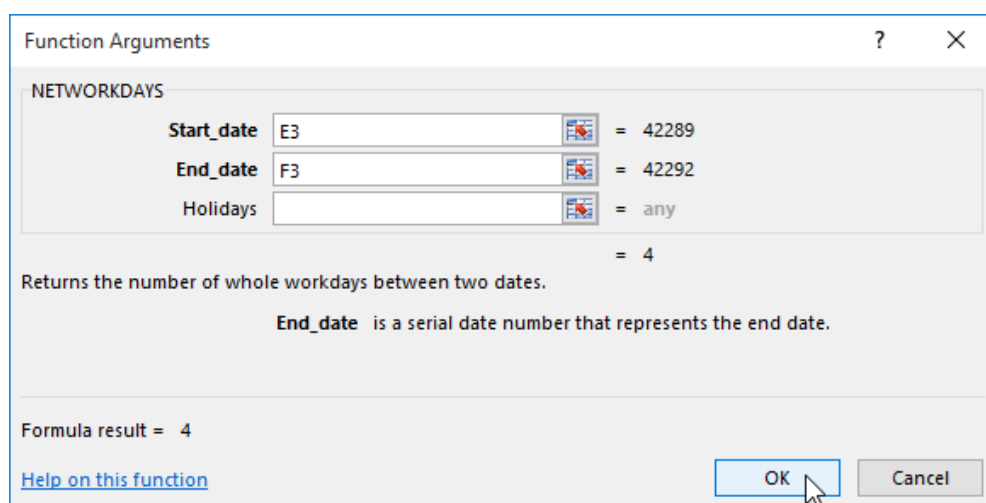 Function Arguments ?
NETWORKDAYS
Start_date E3 = 42289
End_date F3 = 42292
Holidays = any
= 4
Returns the number of whole workdays between two dates.
End_date is a serial date number that represents the end date.
Formula result = 4
Help on this function OK Cancel